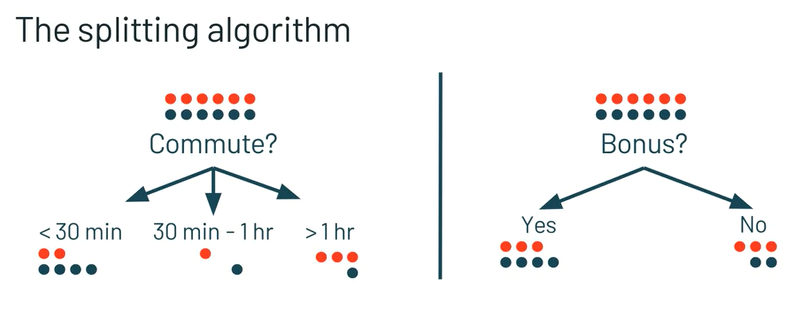 The splitting algorithm
Commute?
< 30 min
30 min - 1 hr
> 1 hr
Bonus?
Yes
No